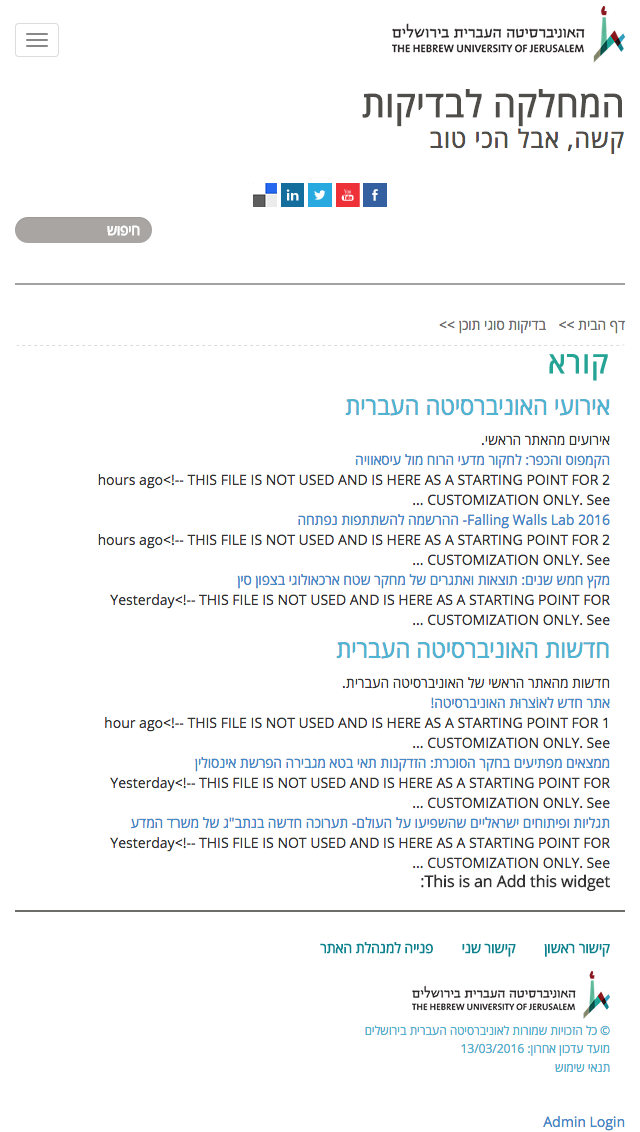 האוניברסיטה העברית בירושלים
THE HEBREW UNIVERSITY OF JERUSALEM
המחלקה לבדיקות
קשה, אבל הכי טוב
in You Tube f
חיפוש
דף הבית >> בדיקות סוגי תוכן >>
קורא
אירועי האוניברסיטה העברית
אירועים מהאתר הראשי.
הקמפוס והכפר: לחקור מדעי הרוח מול עיסאוויה
hours ago<!-- THIS FILE IS NOT USED AND IS HERE AS A STARTING POINT FOR 2
... CUSTOMIZATION ONLY. See
Falling Walls Lab 2016- ההרשמה להשתתפות נפתחה
hours ago<!-- THIS FILE IS NOT USED AND IS HERE AS A STARTING POINT FOR 2
... CUSTOMIZATION ONLY. See
מקץ חמש שנים: תוצאות ואתגרים של מחקר שטח ארכאולוגי בצפון סין
Yesterday<!-- THIS FILE IS NOT USED AND IS HERE AS A STARTING POINT FOR
... CUSTOMIZATION ONLY. See
חדשות האוניברסיטה העברית
חדשות מהאתר הראשי של האוניברסיטה העברית.
אתר חדש לאוֹצרוּת האוניברסיטה!
hour ago<!-- THIS FILE IS NOT USED AND IS HERE AS A STARTING POINT FOR 1
... CUSTOMIZATION ONLY. See
ממצאים מפתיעים בחקר הסוכרת: הזדקנות תאי בטא מגבירה הפרשת אינסולין
Yesterday<!-- THIS FILE IS NOT USED AND IS HERE AS A STARTING POINT FOR
... CUSTOMIZATION ONLY. See
תגליות ופיתוחים ישראליים שהשפיעו על העולם- תערוכה חדשה בנתב"ג של משרד המדע
Yesterday<!-- THIS FILE IS NOT USED AND IS HERE AS A STARTING POINT FOR
... CUSTOMIZATION ONLY. See
:This is an Add this widget
קישור ראשון קישור שני פנייה למנהלת האתר
האוניברסיטה העברית בירושלים
THE HEBREW UNIVERSITY OF JERUSALEM
© כל הזכויות שמורות לאוניברסיטה העברית בירושלים
מועד עדכון אחרון: 13/03/2016
תנאי שימוש
Admin Login